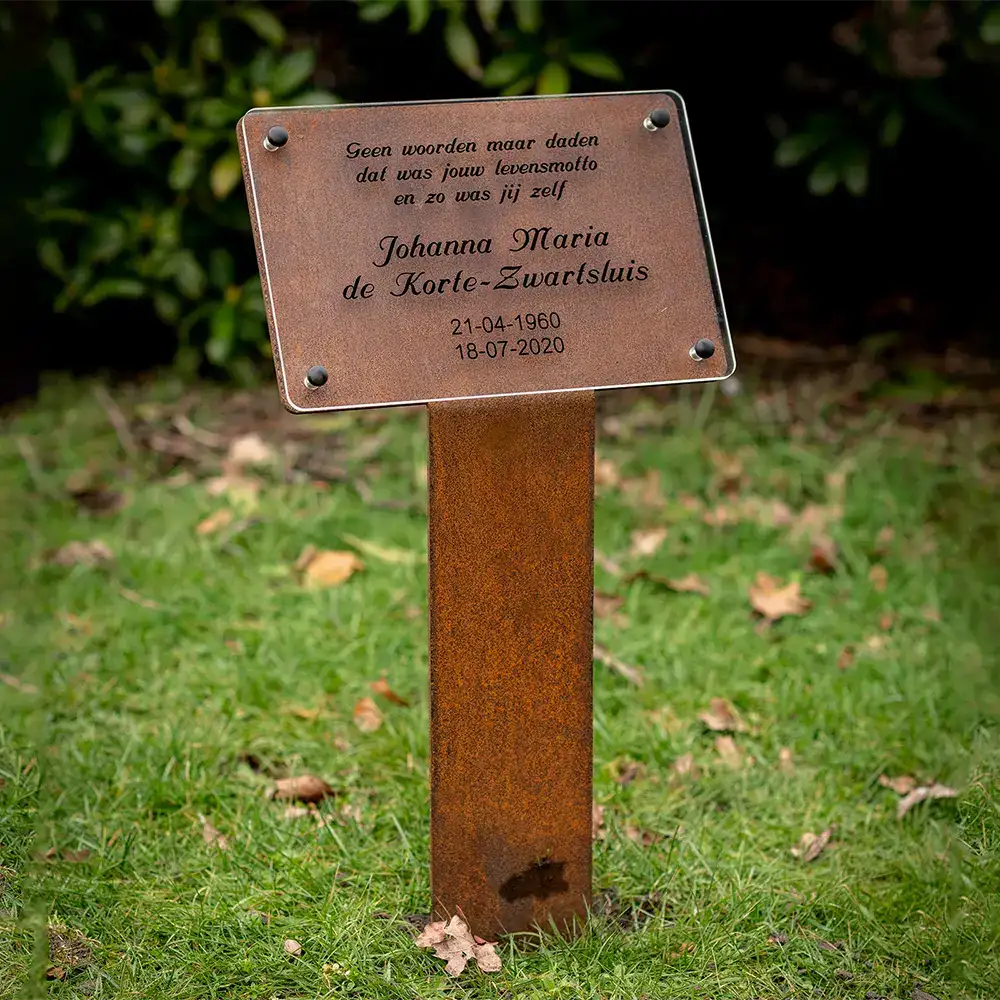 Geen woorden maar daden
dat was jouw levensmotto
en zo was jij zelf
Johanna Maria
de Korte-Zwartsluis
21-04-1960
18-07-2020